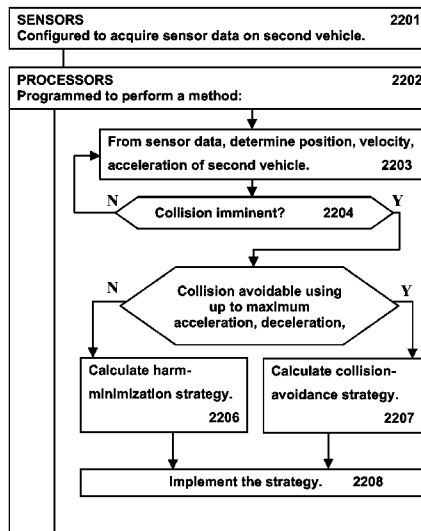 SENSORS 2201
Configured to acquire sensor data on second vehicle.
PROCESSORS 2202
Programmed to perform a method:
From sensor data, determine position, velocity,
acceleration of second vehicle. 2203
N Y
Collision imminent? 2204
N Y
Collision avoidable using
up to maximum
acceleration, deceleration,
Calculate harm-
minimization strategy.
2206
Calculate collision-
avoidance strategy.
2207
Implement the strategy. 2208